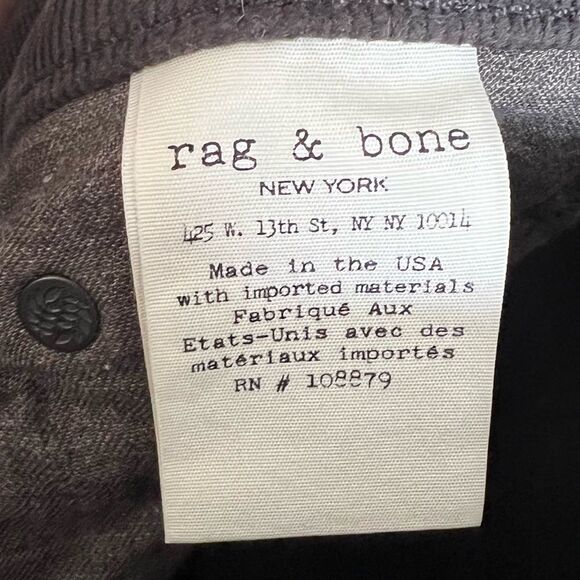 rag & bone
NEW YORK
425 W. 13th St, NY NY 10014
Made in the USA
with imported materials
Fabriqué Aux
Etats-Unis avec des
matériaux importés
RN # 108879